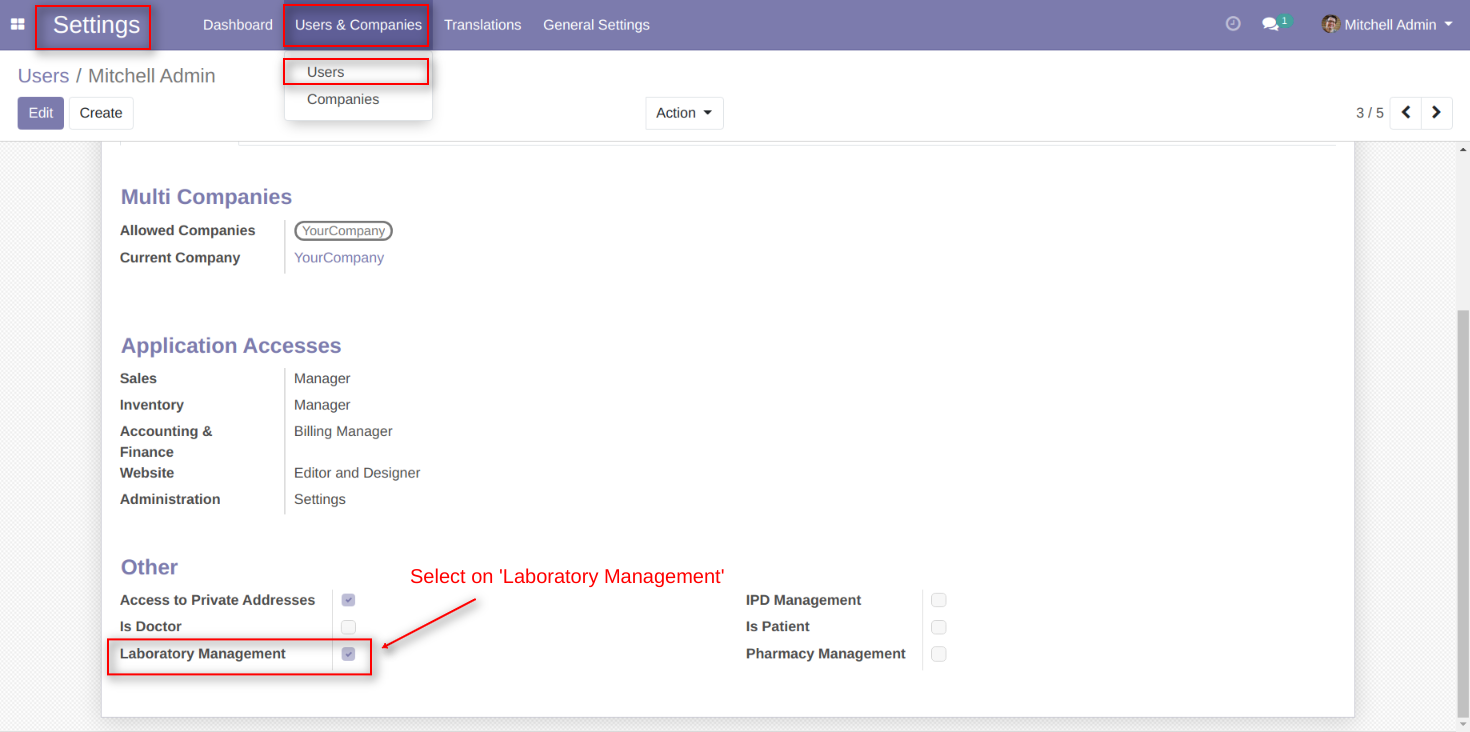 Settings Dashboard Users & Companies Translations General Settings 1 Mitchell Admin
Users / Mitchell Admin
Users
Companies
Edit Create Action 3 / 5
Multi Companies
Allowed Companies YourCompany
Current Company YourCompany
Application Accesses
Sales Manager
Inventory Manager
Accounting & Billing Manager
Finance
Website Editor and Designer
Administration Settings
Other
Select on 'Laboratory Management'
Access to Private Addresses IPD Management
Is Doctor Is Patient
Laboratory Management Pharmacy Management